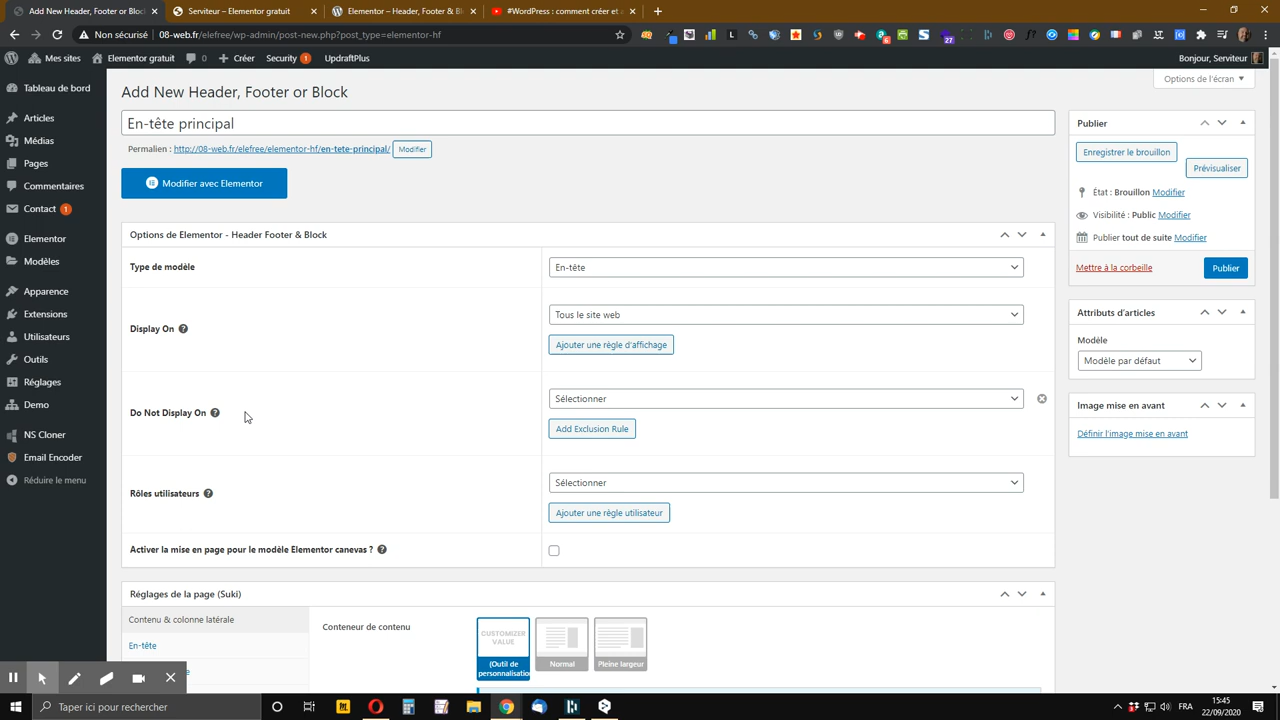 Add New Header, Footer or Block
Serviteur – Elementor gratuit
Elementor – Header, Footer & Bl
#WordPress : comment créer et
Non sécurisé
08-web.fr/elefree/wp-admin/post-new.php?post_type=elementor-hf
Mes sites
Elementor gratuit
0
Créer
Security 1
UpdraftPlus
Bonjour, Serviteur
Options de l'écran
Tableau de bord
Articles
Médias
Pages
Commentaires
Contact 1
Elementor
Modèles
Apparence
Extensions
Utilisateurs
Outils
Réglages
Demo
NS Cloner
Email Encoder
Réduire le menu
Add New Header, Footer or Block
En-tête principal
Permalien : http://08-web.fr/elefree/elementor-hf/en-tete-principal/ Modifier
Modifier avec Elementor
Options de Elementor - Header Footer & Block
Type de modèle
En-tête
Display On
Tous le site web
Ajouter une règle d'affichage
Do Not Display On
Sélectionner
Add Exclusion Rule
Rôles utilisateurs
Sélectionner
Ajouter une règle utilisateur
Activer la mise en page pour le modèle Elementor canevas ?
Réglages de la page (Suki)
Contenu & colonne latérale
En-tête
Conteneur de contenu
CUSTOMIZER
VALUE
(Outil de
personnalisation
Normal
Pleine largeur
Publier
Enregistrer le brouillon
Prévisualiser
État : Brouillon Modifier
Visibilité : Public Modifier
Publier tout de suite Modifier
Mettre à la corbeille
Publier
Attributs d'articles
Modèle
Modèle par défaut
Image mise en avant
Définir l'image mise en avant
Taper ici pour rechercher
FRA
15:45
22/09/2020